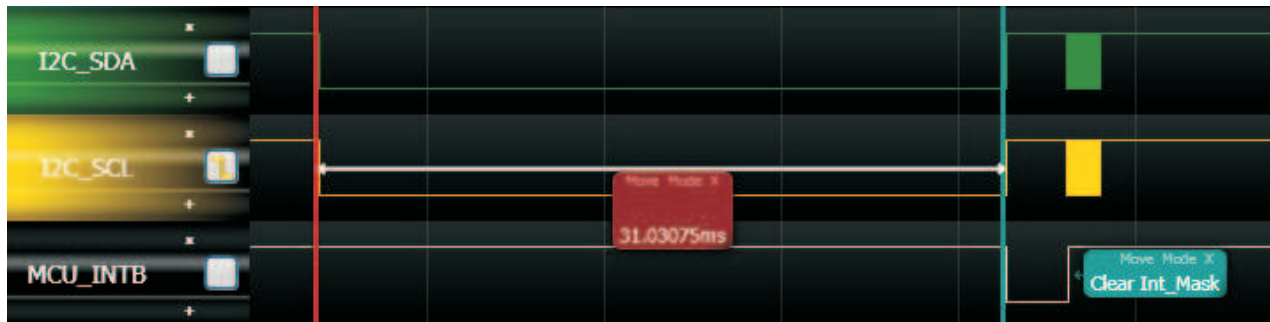 I2C_SDA
I2C_SCL
Move Mode X
31.03075ms
MCU_INTB
Move Mode X
Clear Int_Mask